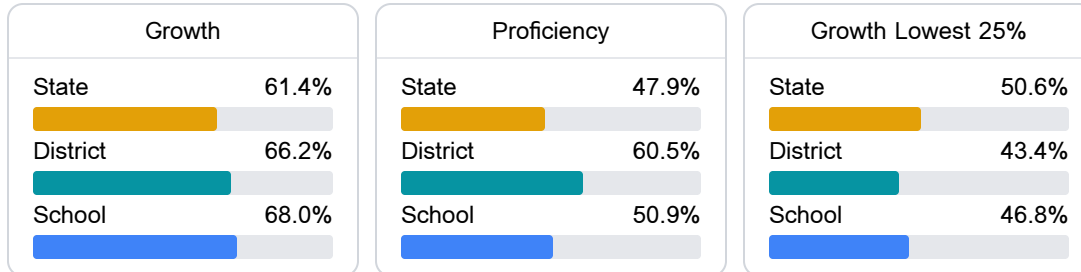 Growth
State 61.4%
District 66.2%
School 68.0%
Proficiency
State 47.9%
District 60.5%
School 50.9%
Growth Lowest 25%
State 50.6%
District 43.4%
School 46.8%